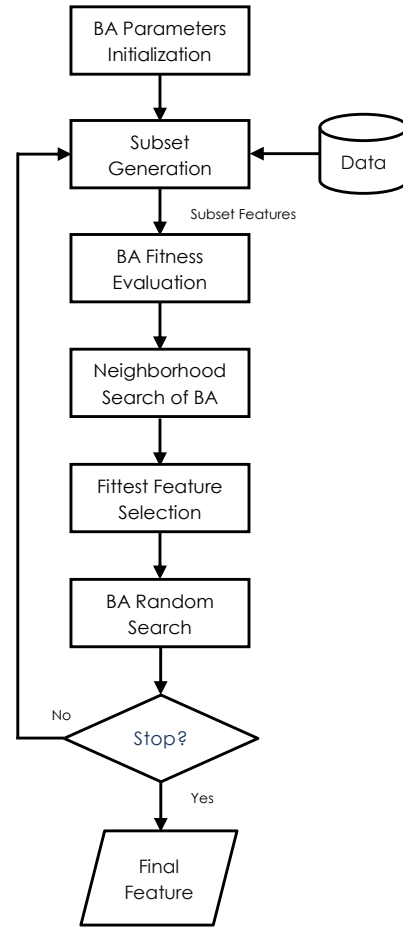 BA Parameters
Initialization
Subset
Generation
Data
Subset Features
BA Fitness
Evaluation
Neighborhood
Search of BA
Fittest Feature
Selection
BA Random
Search
No
Stop?
Yes
Final
Feature